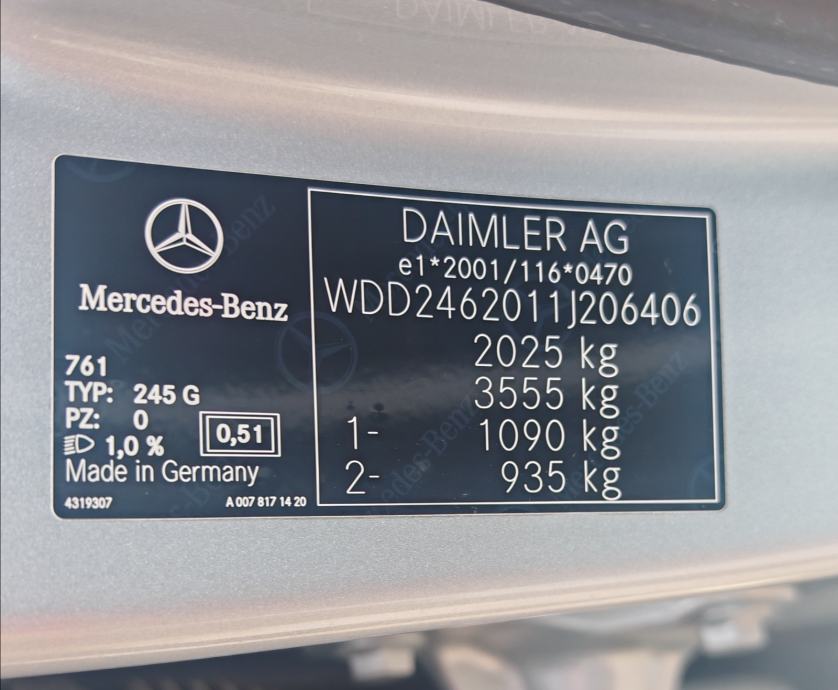 Mercedes-Benz
761
TYP: 245 G
PZ: 0
1,0 %
0,51
Made in Germany
4319307
A 007 817 14 20
DAIMLER AG
e1*2001/116*0470
WDD2462011J206406
2025 kg
3555 kg
1- 1090 kg
2- 935 kg